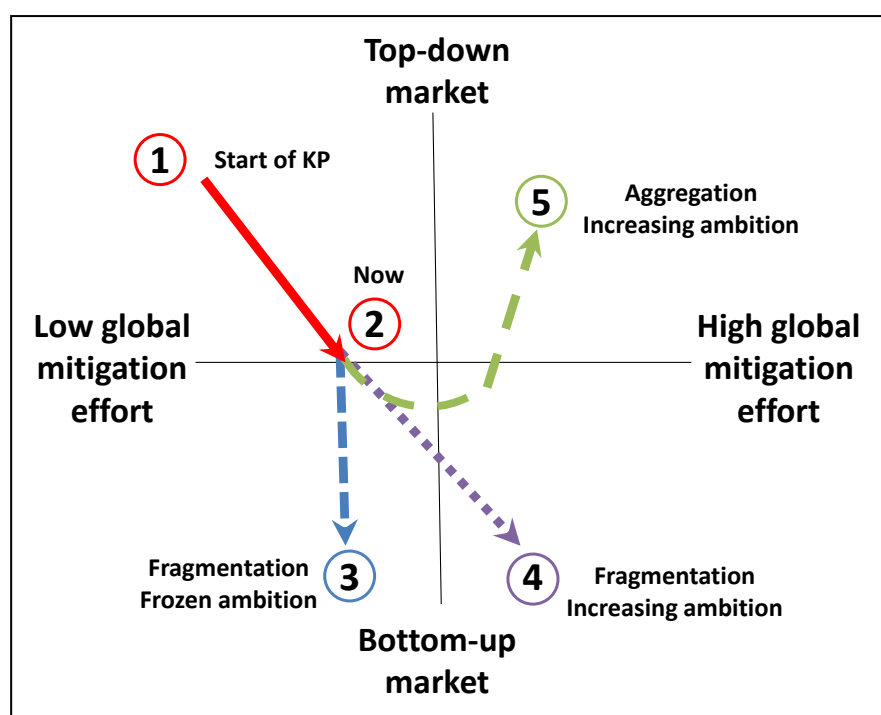 Top-down
market
1
Start of KP
5
Aggregation
Increasing ambition
Now
2
Low global
mitigation
effort
High global
mitigation
effort
Fragmentation
Frozen ambition
3
4
Fragmentation
Increasing ambition
Bottom-up
market